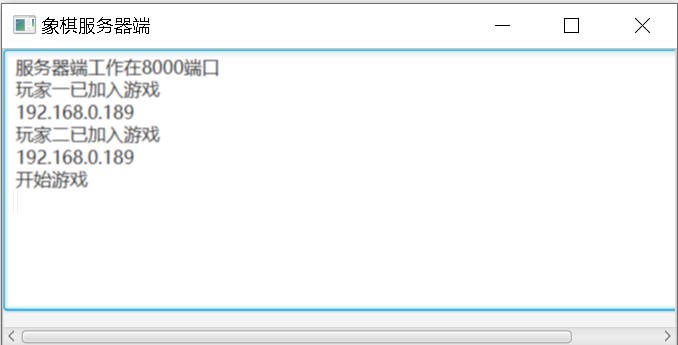 象棋服务器端
服务器端工作在8000端口
玩家一已加入游戏
192.168.0.189
玩家二已加入游戏
192.168.0.189
开始游戏